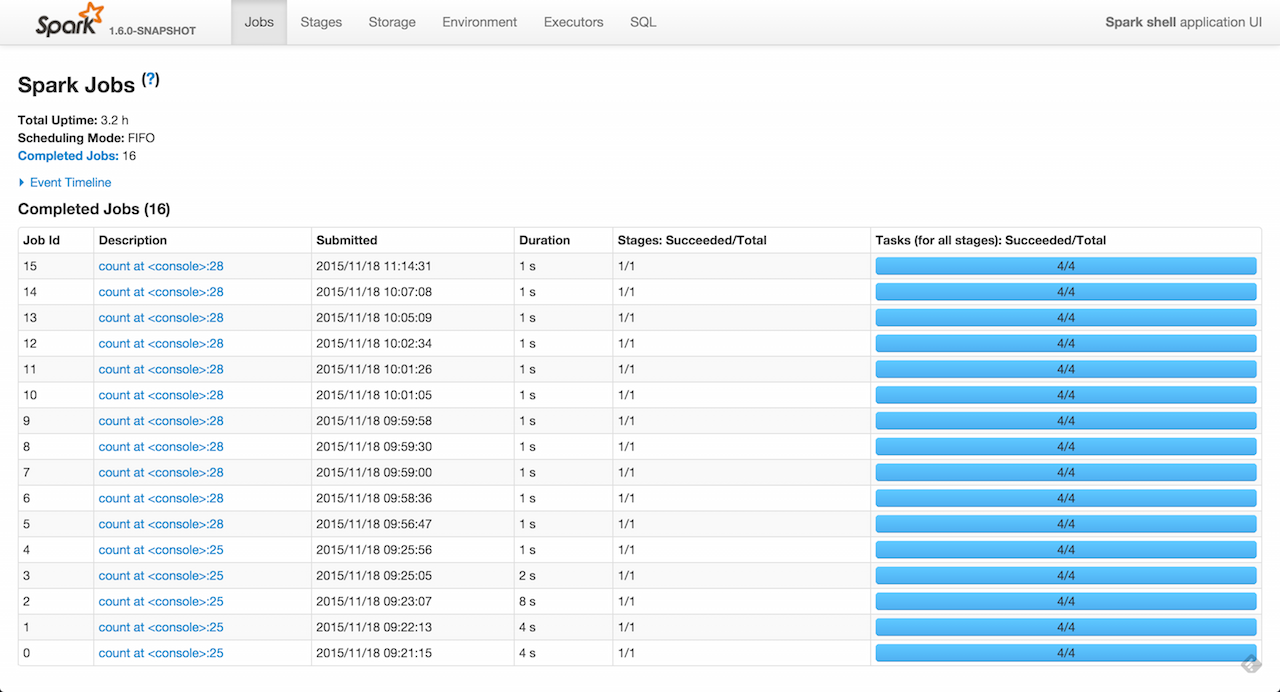 Spark 1.6.0-SNAPSHOT Jobs Stages Storage Environment Executors SQL Spark shell application UI
Spark Jobs (?)
Total Uptime: 3.2 h
Scheduling Mode: FIFO
Completed Jobs: 16
Event Timeline
Completed Jobs (16)
Job Id Description Submitted Duration Stages: Succeeded/Total Tasks (for all stages): Succeeded/Total
15 count at <console>:28 2015/11/18 11:14:31 1 s 1/1 4/4
14 count at <console>:28 2015/11/18 10:07:08 1 s 1/1 4/4
13 count at <console>:28 2015/11/18 10:05:09 1 s 1/1 4/4
12 count at <console>:28 2015/11/18 10:02:34 1 s 1/1 4/4
11 count at <console>:28 2015/11/18 10:01:26 1 s 1/1 4/4
10 count at <console>:28 2015/11/18 10:01:05 1 s 1/1 4/4
9 count at <console>:28 2015/11/18 09:59:58 1 s 1/1 4/4
8 count at <console>:28 2015/11/18 09:59:30 1 s 1/1 4/4
7 count at <console>:28 2015/11/18 09:59:00 1 s 1/1 4/4
6 count at <console>:28 2015/11/18 09:58:36 1 s 1/1 4/4
5 count at <console>:28 2015/11/18 09:56:47 1 s 1/1 4/4
4 count at <console>:25 2015/11/18 09:25:56 1 s 1/1 4/4
3 count at <console>:25 2015/11/18 09:25:05 2 s 1/1 4/4
2 count at <console>:25 2015/11/18 09:23:07 8 s 1/1 4/4
1 count at <console>:25 2015/11/18 09:22:13 4 s 1/1 4/4
0 count at <console>:25 2015/11/18 09:21:15 4 s 1/1 4/4